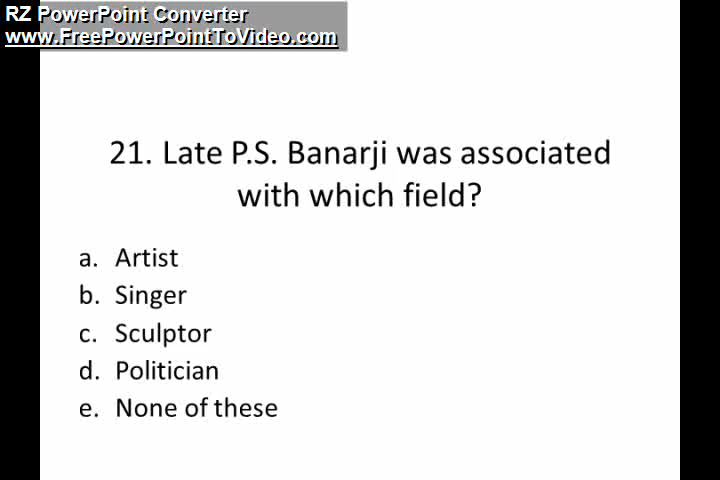 RZ PowerPoint Converter
www.FreePowerPointToVideo.com
21. Late P.S. Banarji was associated
with which field?
a. Artist
b. Singer
c. Sculptor
d. Politician
e. None of these